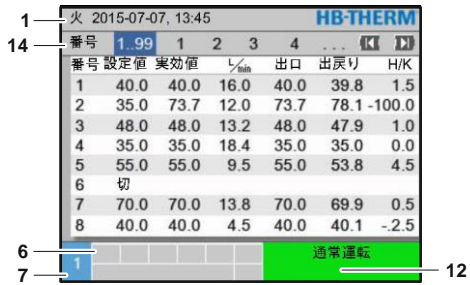 1 火 2015-07-07, 13:45 HB-THERM
14 番号 1..99 1 2 3 4 ...
番号 設定値 実効値 L/min 出口 出戻り H/K
1 40.0 40.0 16.0 40.0 39.8 1.5
2 35.0 73.7 12.0 73.7 78.1 -100.0
3 48.0 48.0 13.2 48.0 47.9 1.0
4 35.0 35.0 18.4 35.0 35.0 0.0
5 55.0 55.0 9.5 55.0 53.8 4.5
6 切
7 70.0 70.0 13.8 70.0 69.9 0.5
8 40.0 40.0 4.5 40.0 40.1 -.2.5
6 通常運転
1
7 12